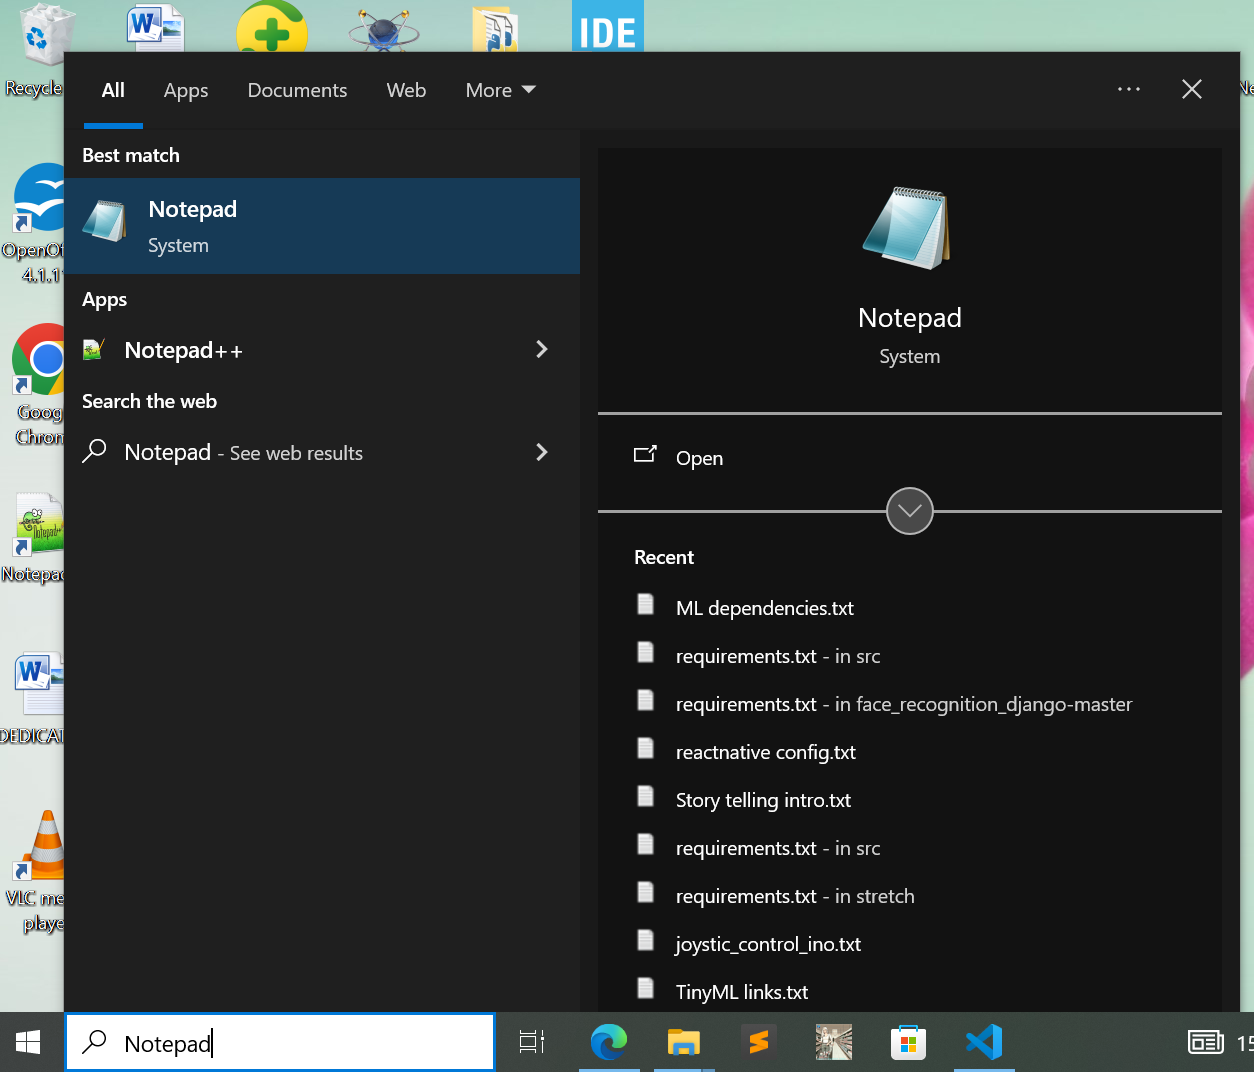 IDE
Recycle
All Apps Documents Web More
Best match
Notepad
System
Apps
Notepad++
Search the web
Notepad - See web results
Notepad
System
Open
Recent
ML dependencies.txt
requirements.txt - in src
requirements.txt - in face_recognition_django-master
reactnative config.txt
Story telling intro.txt
requirements.txt - in src
requirements.txt - in stretch
joystic_control_ino.txt
TinyML links.txt
OpenOf
4.1.1
Goog
Chrom
Notepad++
Notepad
DEDICAT
VLC me
playe
Ne
W
W
Notepad
15